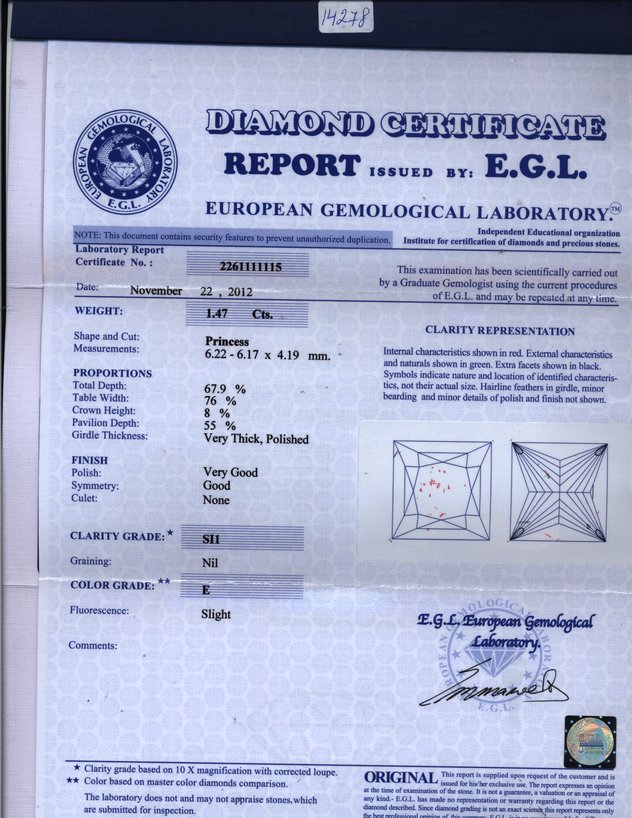 14278
EUROPEAN GEMOLOGICAL LABORATORY
E.G.L.
DIAMOND CERTIFICATE
REPORT ISSUED BY: E.G.L.
EUROPEAN GEMOLOGICAL LABORATORY.™
NOTE: This document contains security features to prevent unauthorized duplication.
Independent Educational organization
Institute for certification of diamonds and precious stones.
Laboratory Report
Certificate No. : 2261111115
Date: November 22 , 2012
WEIGHT: 1.47 Cts.
Shape and Cut: Princess
Measurements: 6.22 - 6.17 x 4.19 mm.
PROPORTIONS
Total Depth: 67.9 %
Table Width: 76 %
Crown Height: 8 %
Pavilion Depth: 55 %
Girdle Thickness: Very Thick, Polished
FINISH
Polish: Very Good
Symmetry: Good
Culet: None
CLARITY GRADE: ★ SI1
Graining: Nil
COLOR GRADE: ★★ E
Fluorescence: Slight
Comments:
This examination has been scientifically carried out
by a Graduate Gemologist using the current procedures
of E.G.L. and may be repeated at any time.
CLARITY REPRESENTATION
Internal characteristics shown in red. External characteristics
and naturals shown in green. Extra facets shown in black.
Symbols indicate nature and location of identified characteris-
tics, not their actual size. Hairline feathers in girdle, minor
bearding and minor details of polish and finish not shown.
E.G.L. European Gemological
Laboratory.
E.G.L.
★ Clarity grade based on 10 X magnification with corrected loupe.
★★ Color based on master color diamonds comparison.
The laboratory does not and may not appraise stones,which
are submitted for inspection.
ORIGINAL This report is supplied upon request of the customer and is
issued for his/her exclusive use. The report expresses an opinion
at the time of examination of the stone. It is not a guarantee, a valuation or an appraisal of
any kind.- E.G.L. has made no representation or warranty regarding this report or the
diamond described. Since diamond grading is not an exact science this report represents only
the best professional opinion of this company.